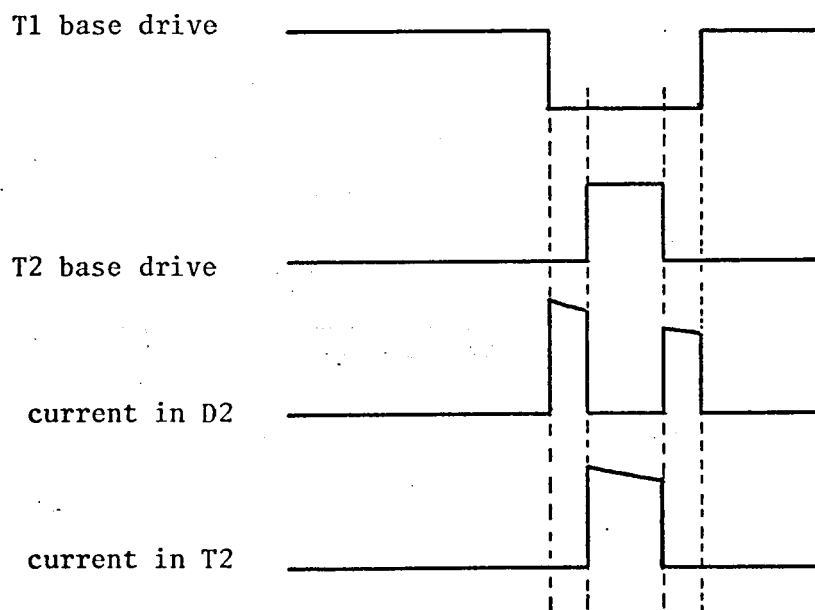 T1 base drive
T2 base drive
current in D2
current in T2